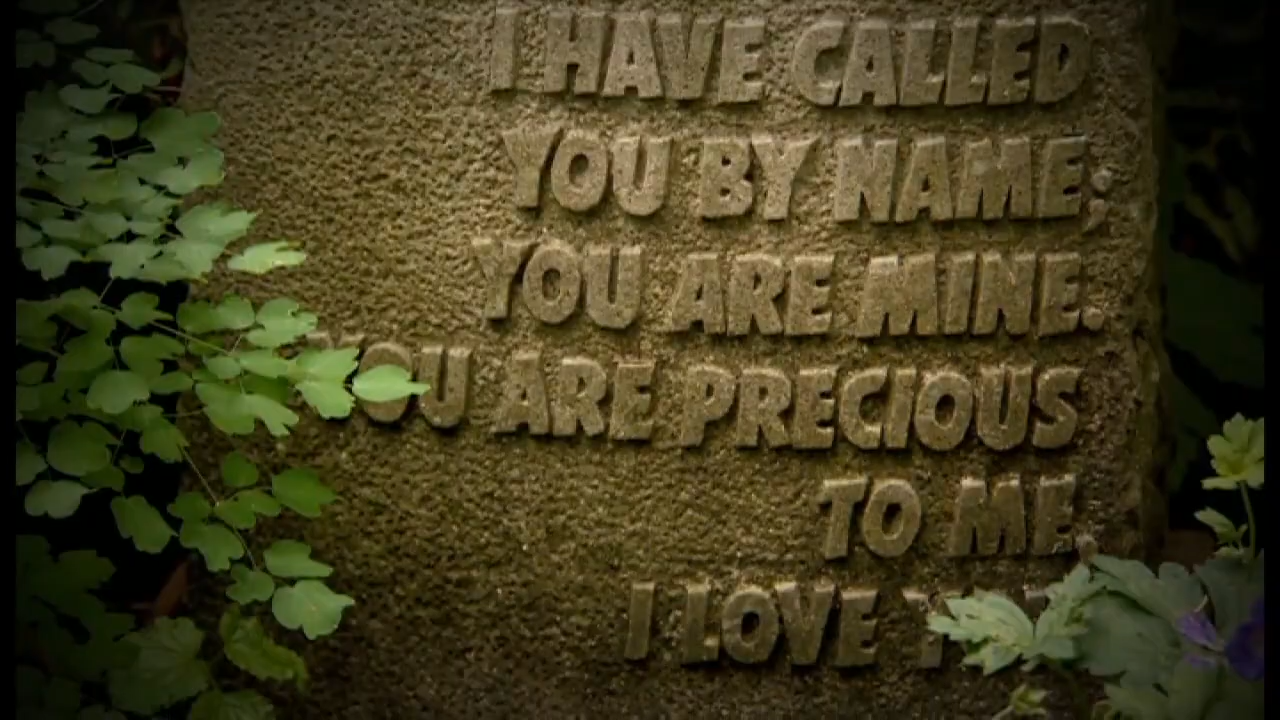 I HAVE CALLED
YOU BY NAME.
YOU ARE MINE.
YOU ARE PRECIOUS
TO ME
I LOVE